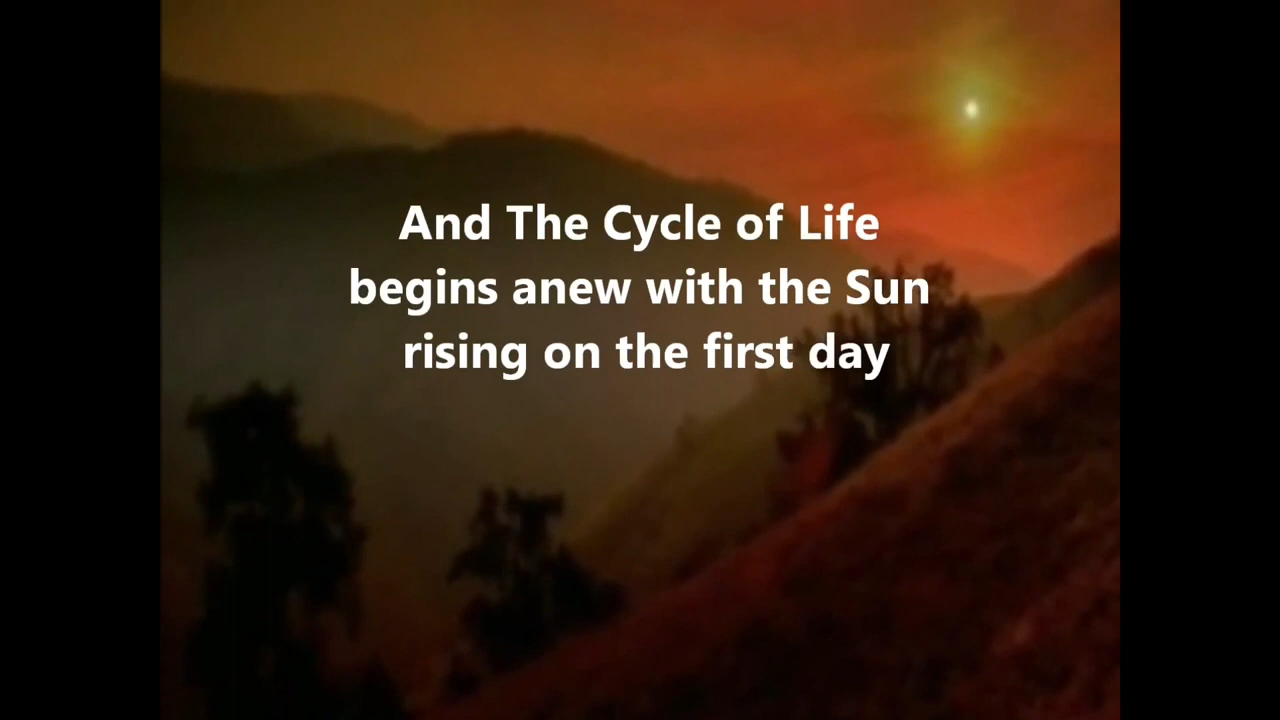 And The Cycle of Life
begins anew with the Sun
rising on the first day